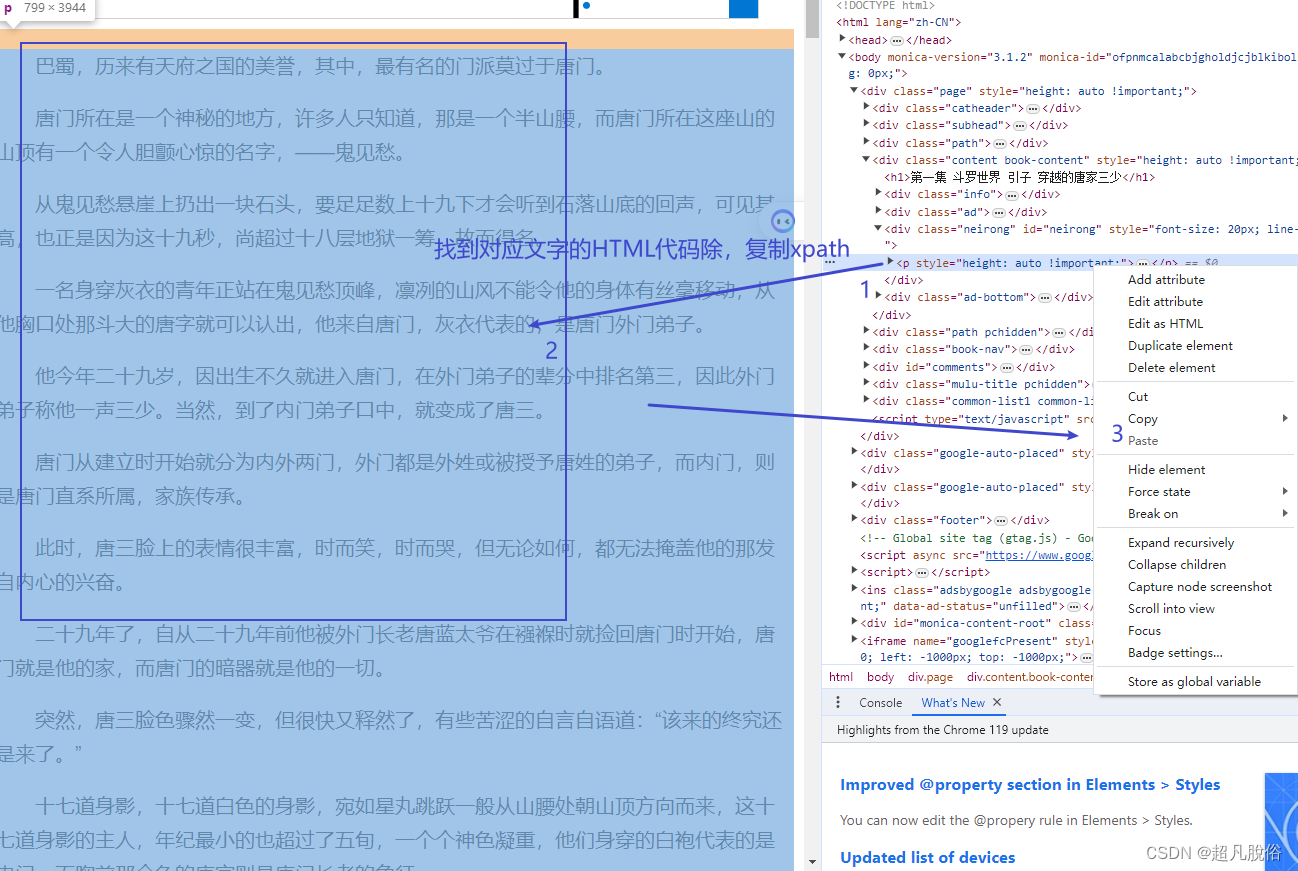 p 799 × 3944
巴蜀，历来有天府之国的美誉，其中，最有名的门派莫过于唐门。
唐门所在是一个神秘的地方，许多人只知道，那是一个半山腰，而唐门所在这座山的
山顶有一个令人胆颤心惊的名字，——鬼见愁。
从鬼见愁悬崖上扔出一块石头，要足足数上十九下才会听到石落山底的回声，可见其
高，也正是因为这十九秒，尚超过十八层地狱一筹，故而得名。
找到对应文字的HTML代码除，复制xpath
一名身穿灰衣的青年正站在鬼见愁顶峰，凛冽的山风不能令他的身体有丝毫移动，从
他胸口处那斗大的唐字就可以认出，他来自唐门，灰衣代表的，是唐门外门弟子。
1
2
他今年二十九岁，因出生不久就进入唐门，在外门弟子的辈分中排名第三，因此外门
弟子称他一声三少。当然，到了内门弟子口中，就变成了唐三。
3
唐门从建立时开始就分为内外两门，外门都是外姓或被授予唐姓的弟子，而内门，则
是唐门直系所属，家族传承。
此时，唐三脸上的表情很丰富，时而笑，时而哭，但无论如何，都无法掩盖他的那发
自内心的兴奋。
二十九年了，自从二十九年前他被外门长老唐蓝太爷在襁褓时就捡回唐门时开始，唐
门就是他的家，而唐门的暗器就是他的一切。
突然，唐三脸色骤然一变，但很快又释然了，有些苦涩的自言自语道：“该来的终究还
是来了。”
十七道身影，十七道白色的身影，宛如星丸跳跃一般从山腰处朝山顶方向而来，这十
七道身影的主人，年纪最小的也超过了五旬，一个个神色凝重，他们身穿的白袍代表的是
<!DOCTYPE html>
<html lang="zh-CN">
<head>…</head>
<body monica-version="3.1.2" monica-id="ofpnmcalabcbjgholdjcjblkibol
g: 0px;">
<div class="page" style="height: auto !important;">
<div class="catheader">…</div>
<div class="subhead">…</div>
<div class="path">…</div>
<div class="content book-content" style="height: auto !important;
<h1>第一集 斗罗世界 引子 穿越的唐家三少</h1>
<div class="info">…</div>
<div class="ad">…</div>
<div class="neirong" id="neirong" style="font-size: 20px; line-
">
<p style="height: auto !important;">…</p> == $0
</div>
<div class="ad-bottom">…</div>
</div>
<div class="path pchidden">…</di
<div class="book-nav">…</div>
<div id="comments">…</div>
<div class="mulu-title pchidden">
<div class="common-list1 common-li
<script type="text/javascript" src
</div>
<div class="google-auto-placed" sty
</div>
<div class="google-auto-placed" sty
</div>
<div class="footer">…</div>
<!-- Global site tag (gtag.js) - Goo
<script async src="https://www.googl
<script>…</script>
<ins class="adsbygoogle adsbygoogle
nt;" data-ad-status="unfilled">…</
<div id="monica-content-root" class=
<iframe name="googlefcPresent" style
0; left: -1000px; top: -1000px;">…
Add attribute
Edit attribute
Edit as HTML
Duplicate element
Delete element
Cut
Copy
Paste
Hide element
Force state
Break on
Expand recursively
Collapse children
Capture node screenshot
Scroll into view
Focus
Badge settings...
Store as global variable
html body div.page div.content.book-conten
Console What's New ×
Highlights from the Chrome 119 update
Improved @property section in Elements > Styles
You can now edit the @propery rule in Elements > Styles.
Updated list of devices
CSDN @超凡脫俗